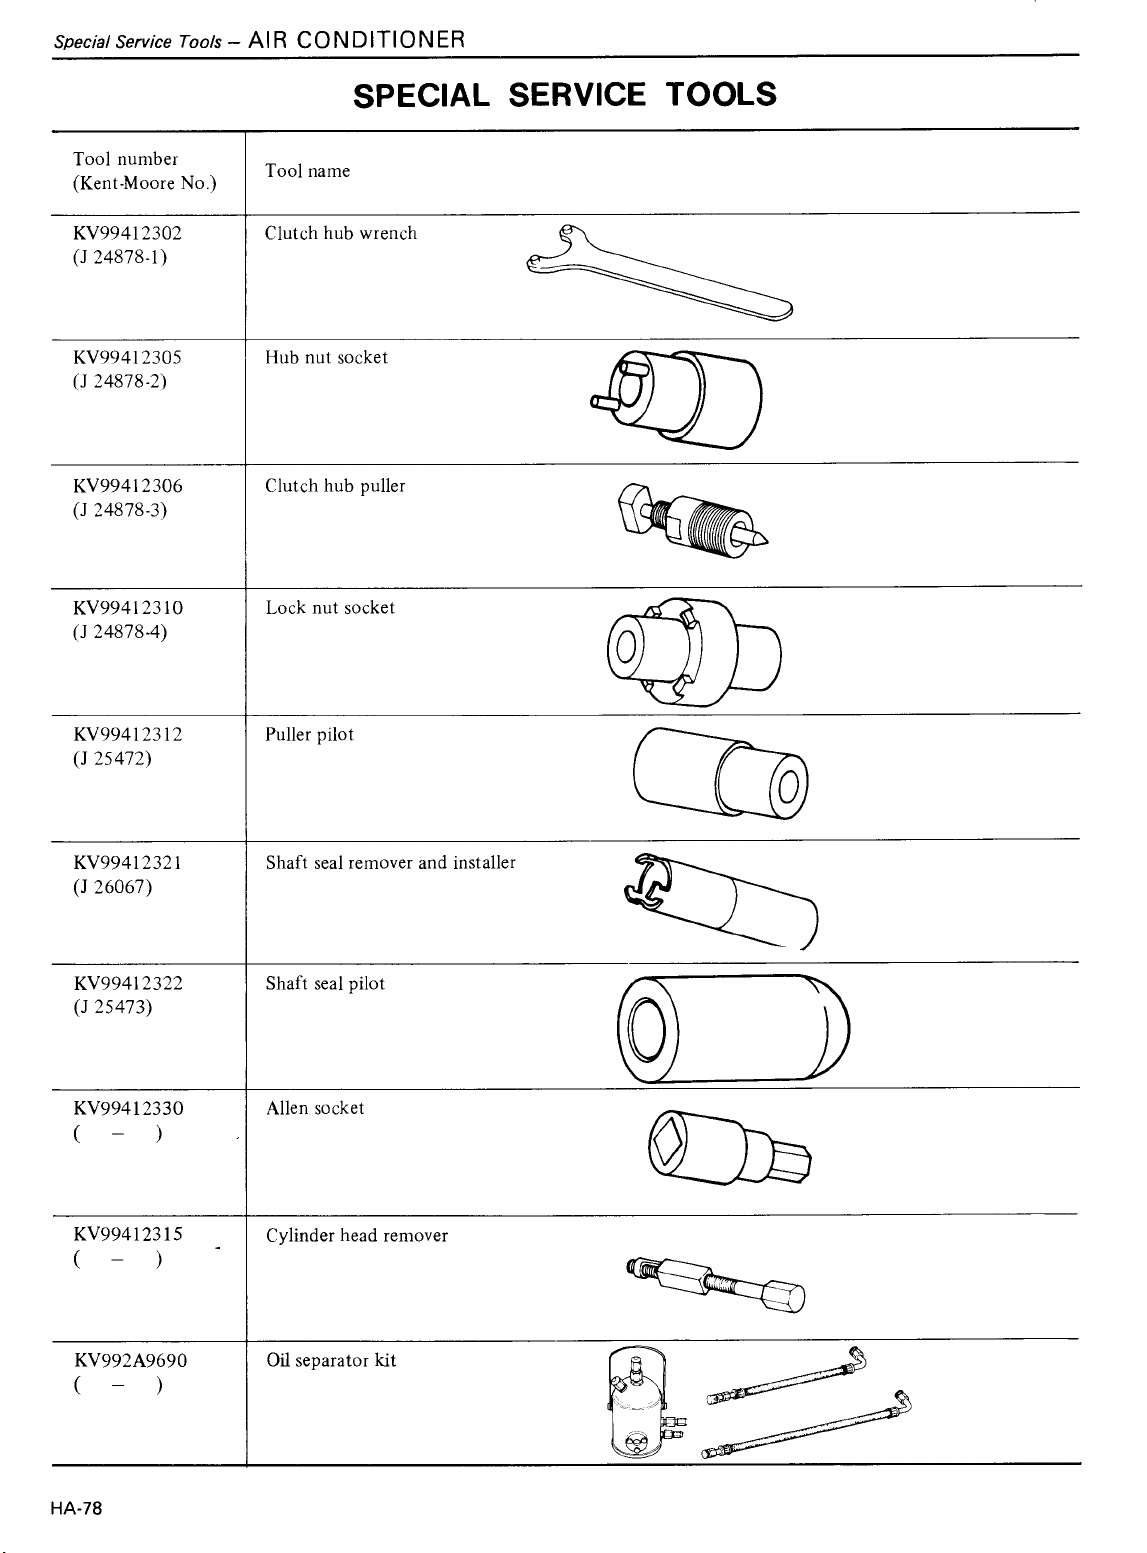 Special Service Tools – AIR CONDITIONER
SPECIAL SERVICE TOOLS
Tool number
(Kent-Moore No.)
Tool name
KV99412302
(J 24878-1)
Clutch hub wrench
KV99412305
(J 24878-2)
Hub nut socket
KV99412306
(J 24878-3)
Clutch hub puller
KV99412310
(J 24878-4)
Lock nut socket
KV99412312
(J 25472)
Puller pilot
KV99412321
(J 26067)
Shaft seal remover and installer
KV99412322
(J 25473)
Shaft seal pilot
KV99412330
( – )
Allen socket
KV99412315
( – )
Cylinder head remover
KV992A9690
( – )
Oil separator kit
HA-78